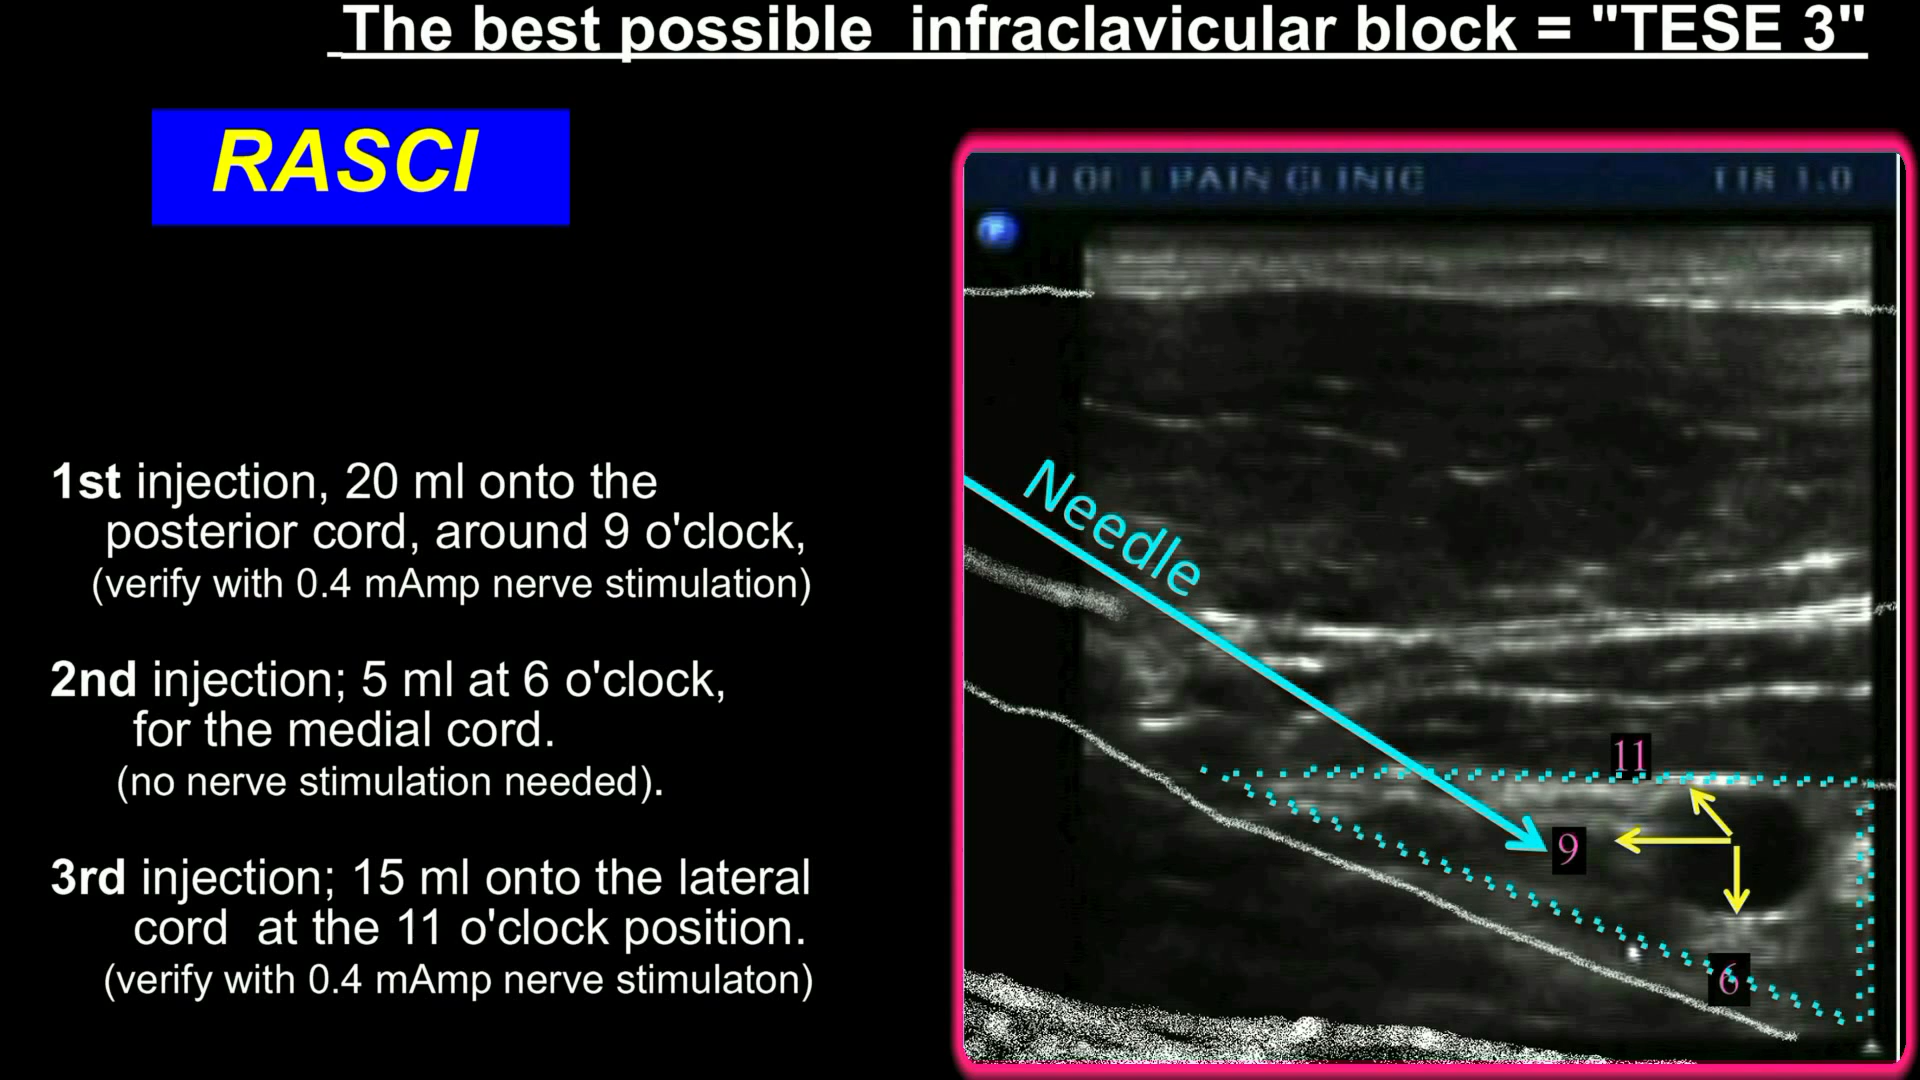 The best possible  infraclavicular block = "TESE 3"
RASCI
1st injection, 20 ml onto the
posterior cord, around 9 o'clock,
(verify with 0.4 mAmp nerve stimulation)
2nd injection; 5 ml at 6 o'clock,
for the medial cord.
(no nerve stimulation needed).
3rd injection; 15 ml onto the lateral
cord  at the 11 o'clock position.
(verify with 0.4 mAmp nerve stimulaton)
PAIN CLINIC
Needle
11
9
6